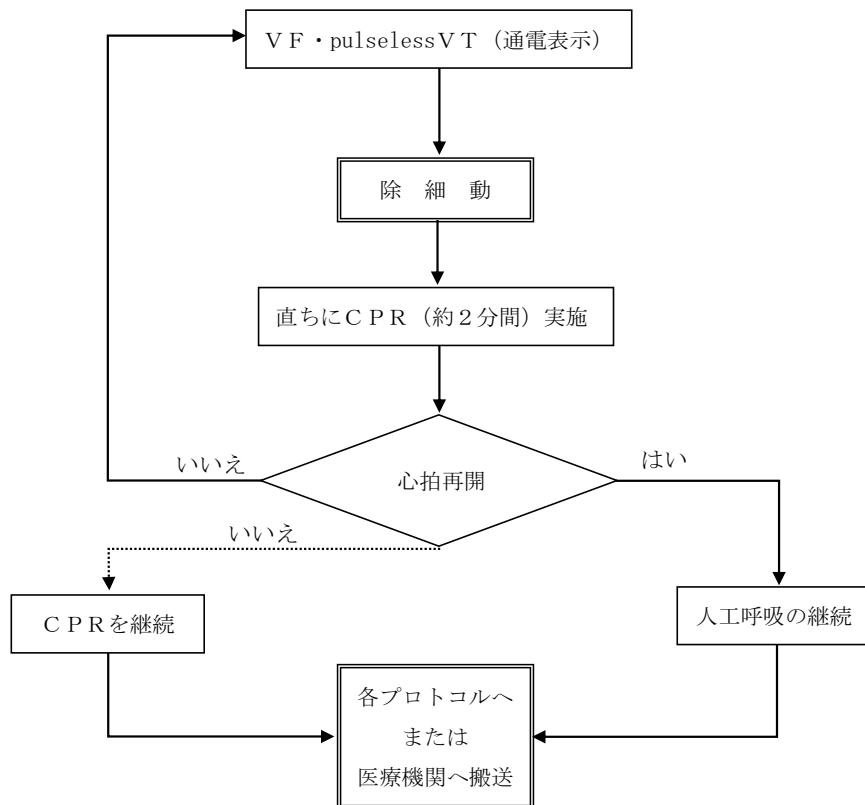 ＶＦ・pulselessＶＴ（通電表示）
除　細　動
直ちにＣＰＲ（約２分間）実施
心拍再開
いいえ
はい
いいえ
ＣＰＲを継続
人工呼吸の継続
各プロトコルへ
または
医療機関へ搬送